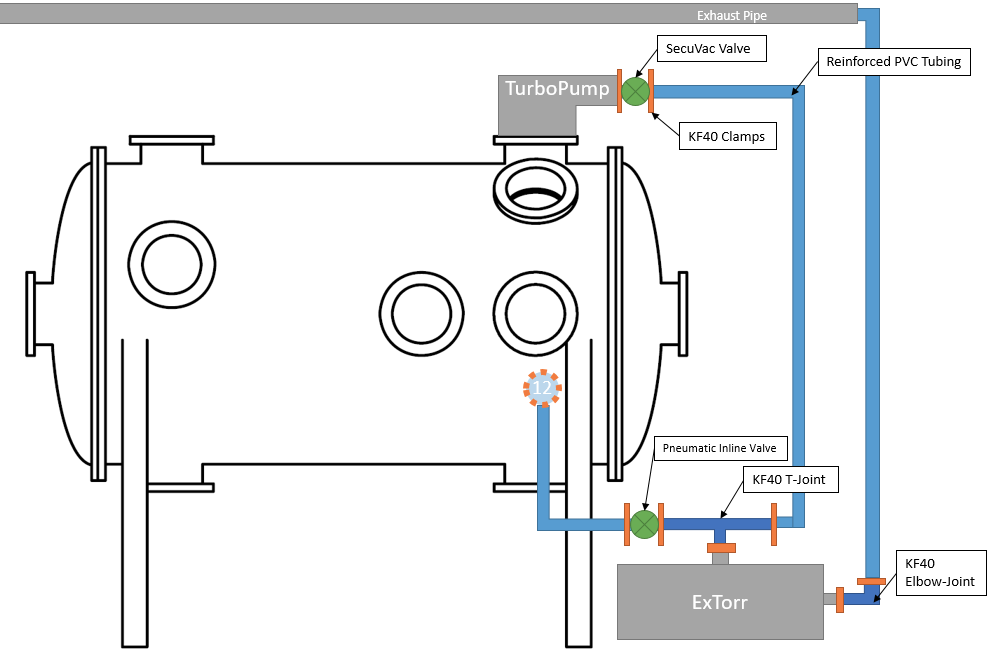 Exhaust Pipe
SecuVac Valve
Reinforced PVC Tubing
TurboPump
KF40 Clamps
12
Pneumatic Inline Valve
KF40 T-Joint
KF40
Elbow-Joint
ExTorr